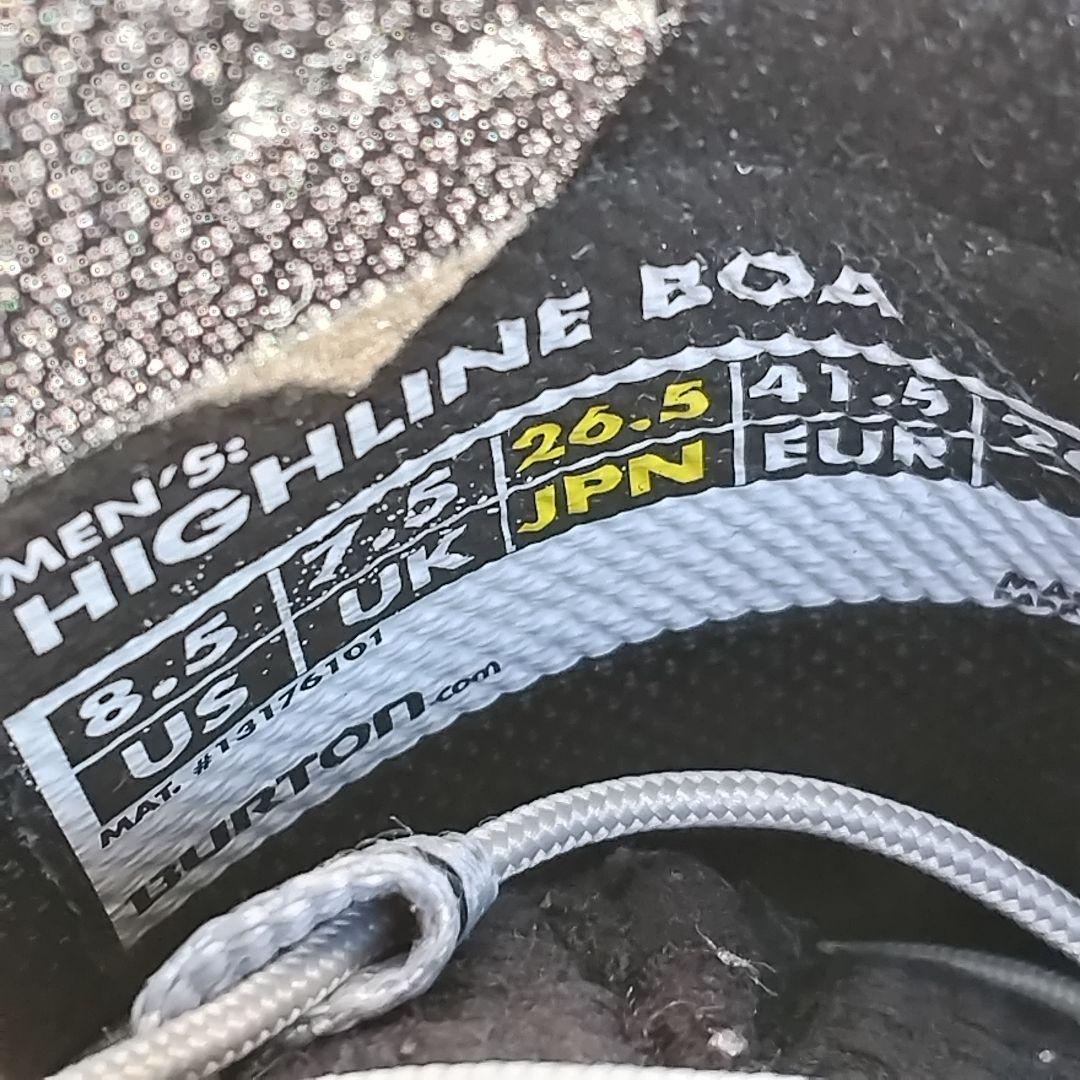 MEN'S:
HIGHLINE BOA
8.5 7.5 26.5 41.5
US UK JPN EUR
MAT. #13176101
BURTON.com